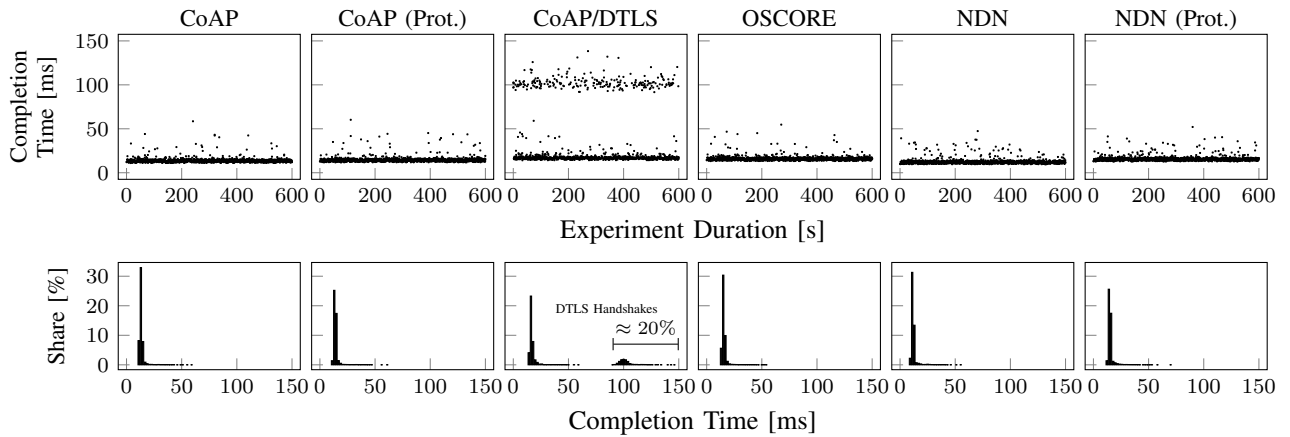 CoAP CoAP (Prot.) CoAP/DTLS OSCORE NDN NDN (Prot.)
Completion
Time [ms]
150
100
50
0
0 200 400 600 0 200 400 600 0 200 400 600 0 200 400 600 0 200 400 600 0 200 400 600
Experiment Duration [s]
Share [%]
30
20
10
0
DTLS Handshakes
≈ 20%
0 50 100 150 0 50 100 150 0 50 100 150 0 50 100 150 0 50 100 150 0 50 100 150
Completion Time [ms]